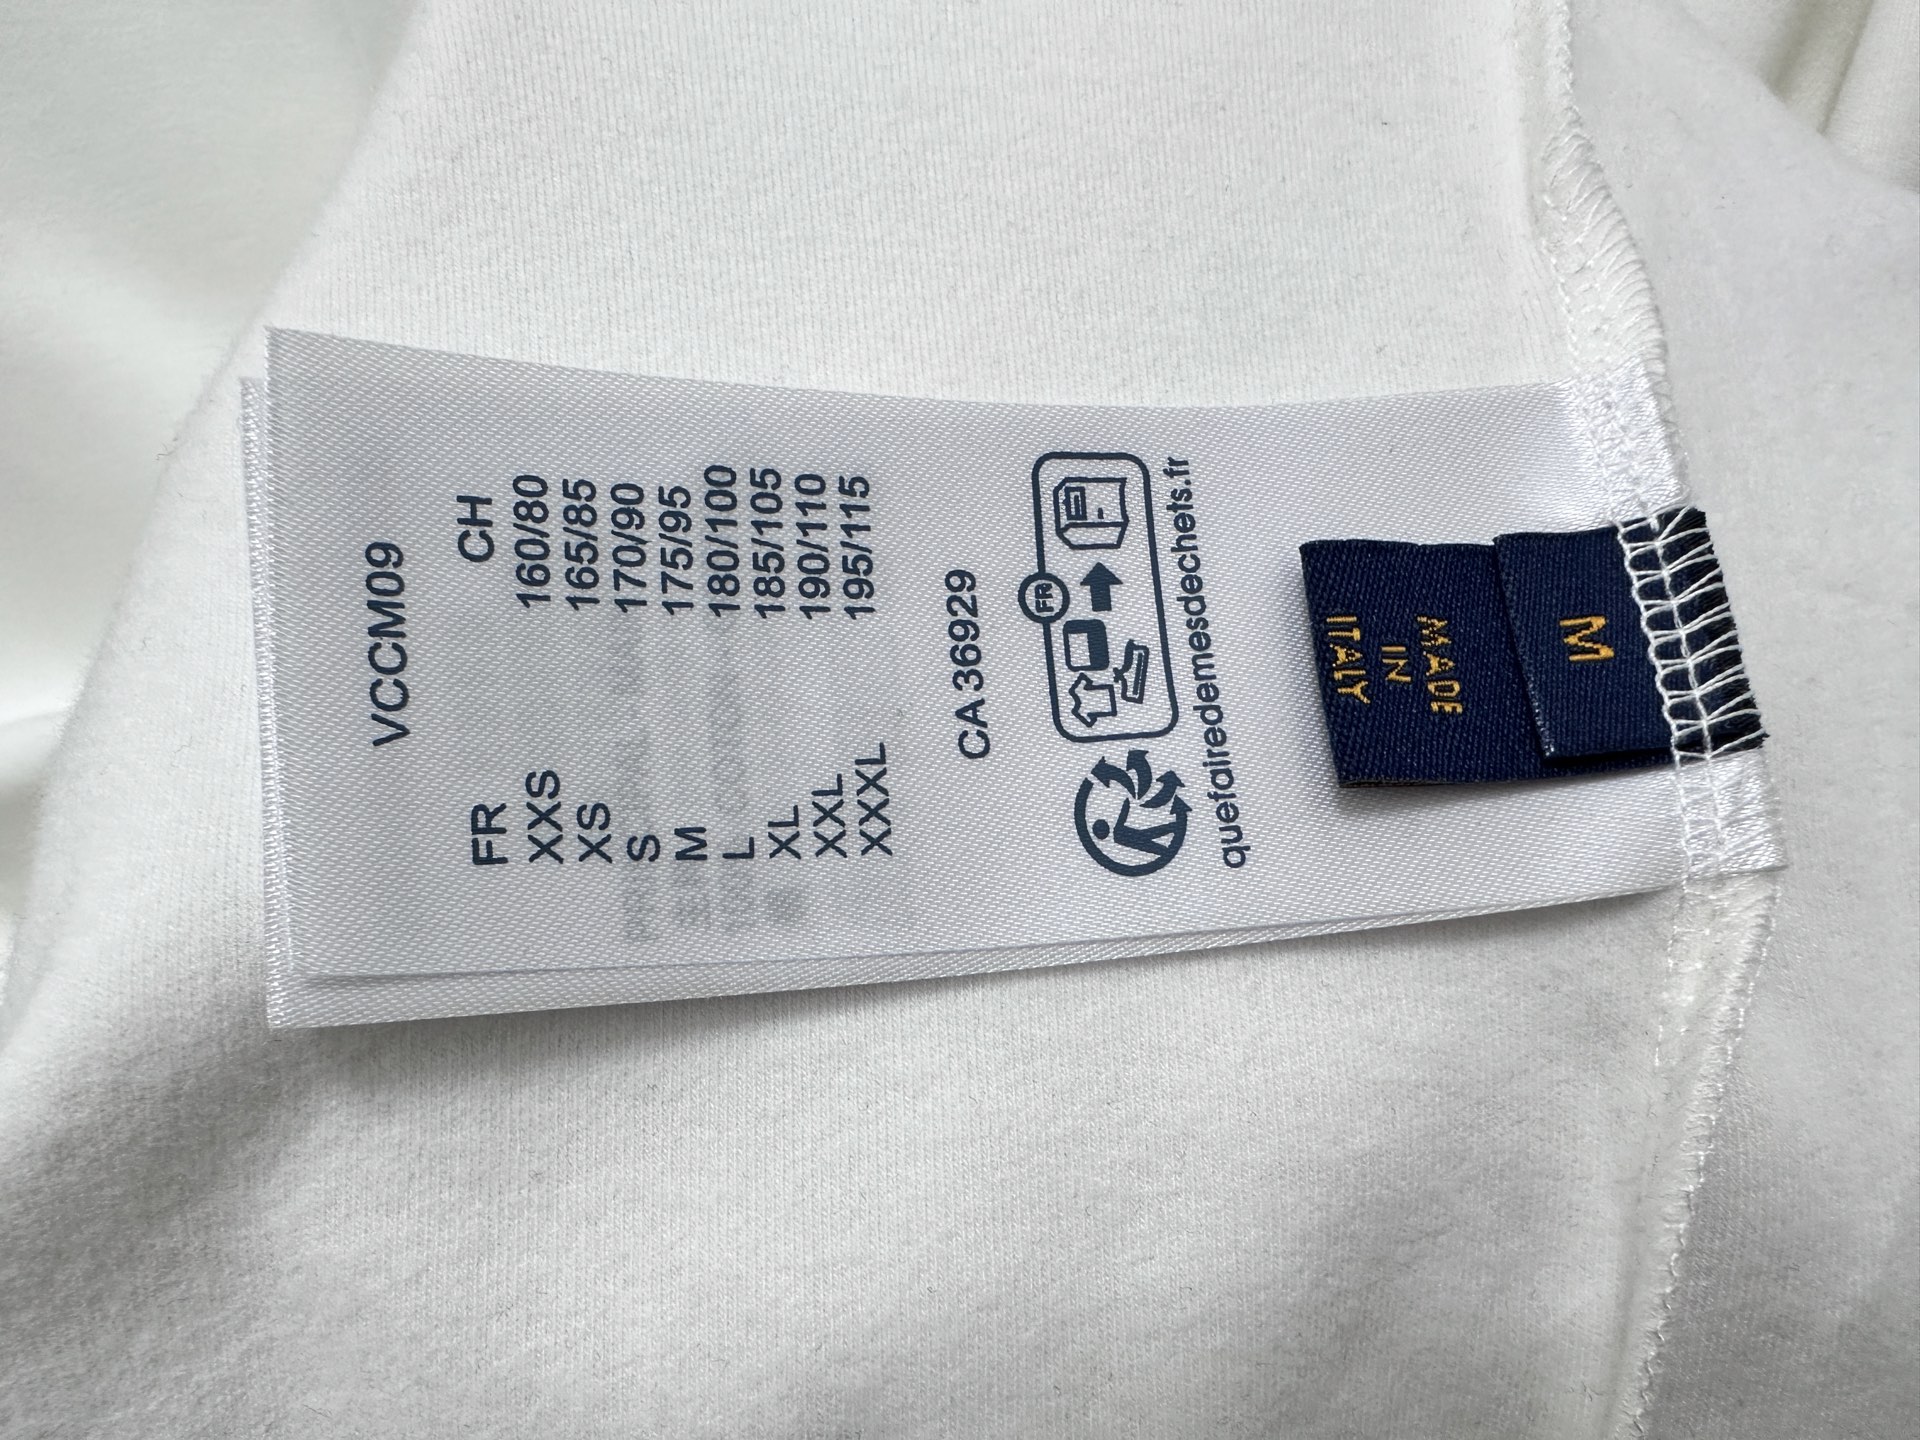 VCCM09
FR CH
XXS 160/80
XS 165/85
S 170/90
M 175/95
L 180/100
XL 185/105
XXL 190/110
XXXL 195/115
CA 36929
FR
quefairedemesdechets.fr
MADE
IN
ITALY
M